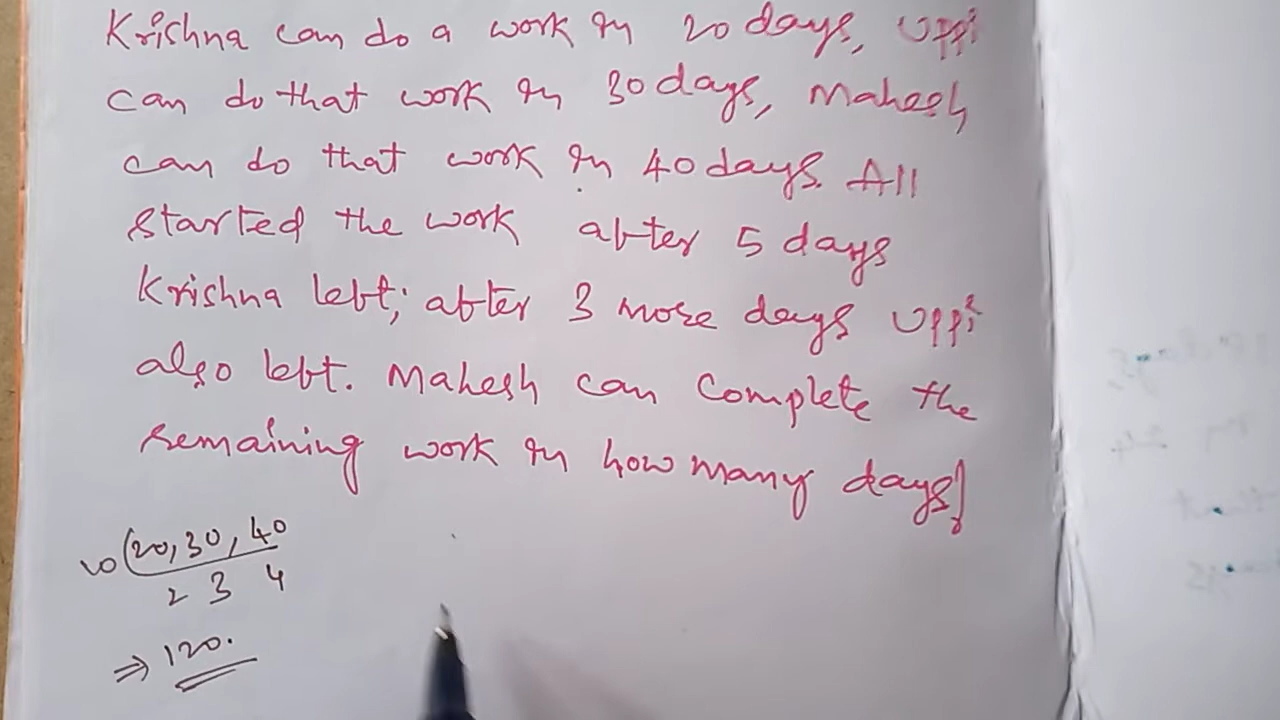 Krishna can do a work in 20 days, Uppi
can do that work in 30 days, Mahesh
can do that work in 40 days. All
started the work after 5 days
Krishna left; after 3 more days Uppi
also left. Mahesh can complete the
remaining work in how many days?
10 (20, 30, 40
2 3 4
⇒ 120.